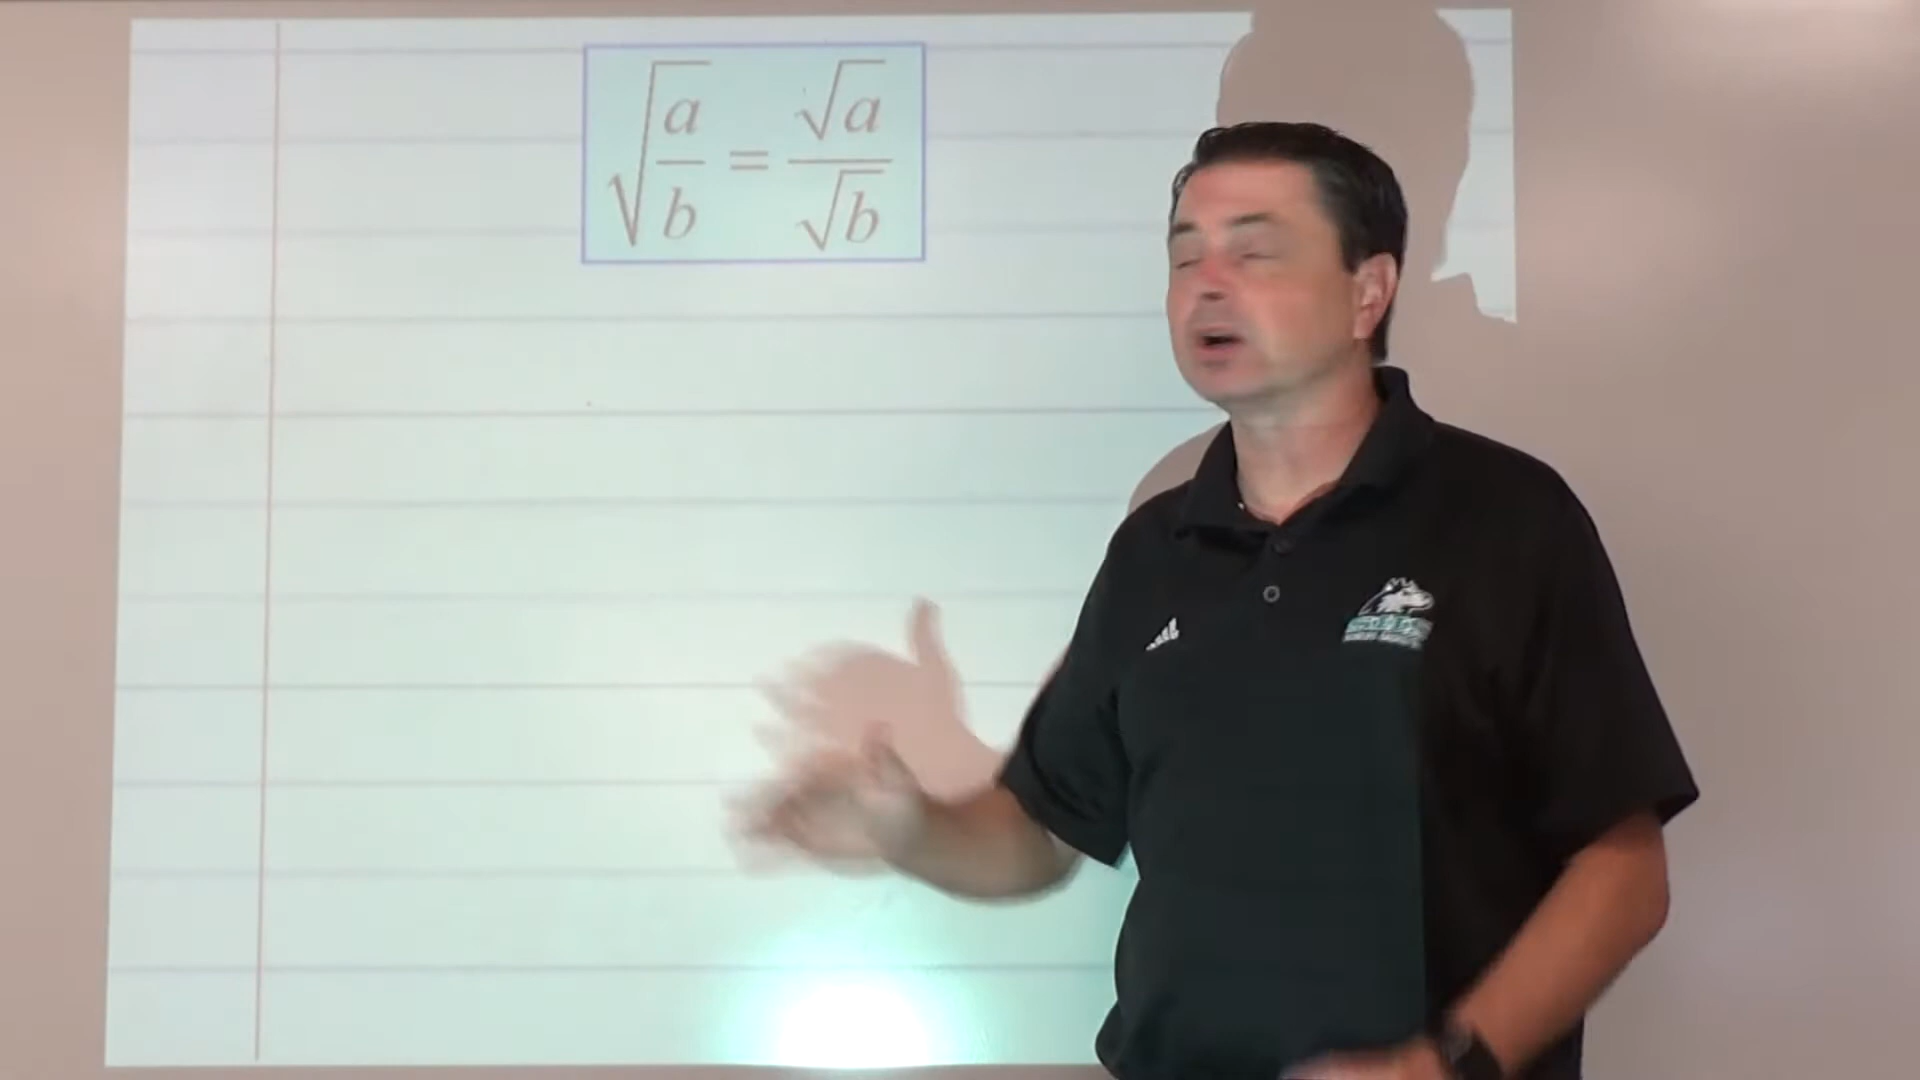 √(a/b) = √a/√b